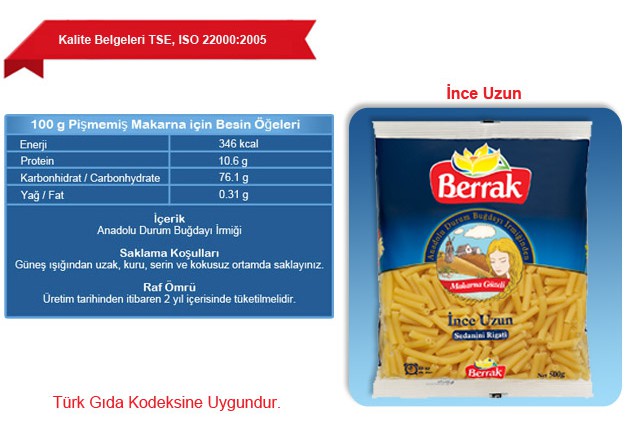 Kalite Belgeleri TSE, ISO 22000:2005
100 g Pişmemiş Makarna için Besin Öğeleri
Enerji 346 kcal
Protein 10.6 g
Karbonhidrat / Carbonhydrate 76.1 g
Yağ / Fat 0.31 g
İçerik
Anadolu Durum Buğdayı İrmiği
Saklama Koşulları
Güneş ışığından uzak, kuru, serin ve kokusuz ortamda saklayınız.
Raf Ömrü
Üretim tarihinden itibaren 2 yıl içerisinde tüketilmelidir.
Türk Gıda Kodeksine Uygundur.
İnce Uzun
Berrak
Anadolu Durum Buğdayı İrmiğinden
Makarna Güzeli
İnce Uzun
Sedanini Rigati
Berrak
Net 500g